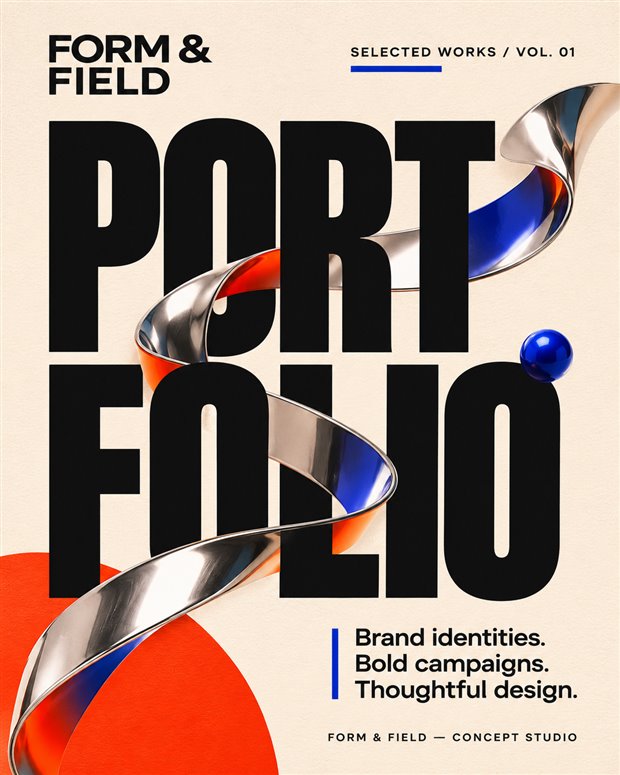 FORM &
FIELD
SELECTED WORKS / VOL. 01
PORT
FOLIO
Brand identities.
Bold campaigns.
Thoughtful design.
FORM & FIELD — CONCEPT STUDIO